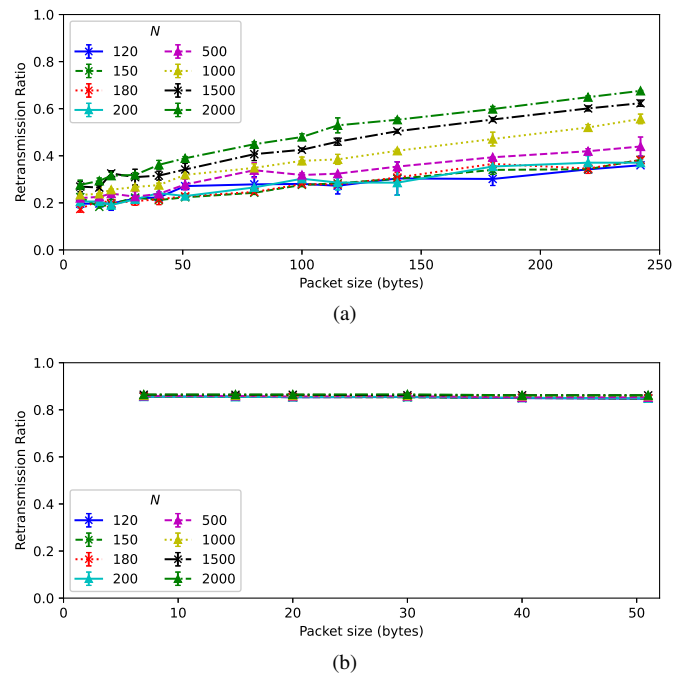 1.0
0.8
0.6
0.4
0.2
0.0
Retransmission Ratio
N
120 500
150 1000
180 1500
200 2000
0 50 100 150 200 250
Packet size (bytes)
(a)
1.0
0.8
0.6
0.4
0.2
0.0
Retransmission Ratio
N
120 500
150 1000
180 1500
200 2000
0 10 20 30 40 50
Packet size (bytes)
(b)